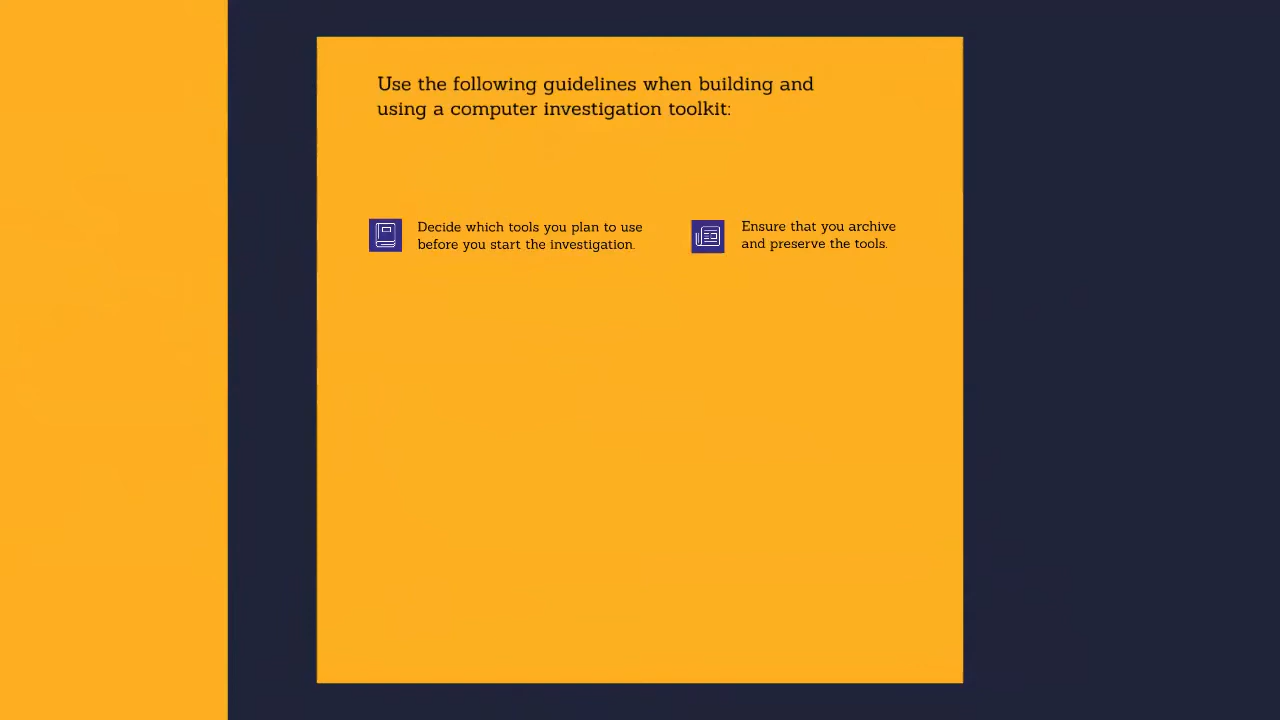 Use the following guidelines when building and
using a computer investigation toolkit:
Decide which tools you plan to use
before you start the investigation.
Ensure that you archive
and preserve the tools.